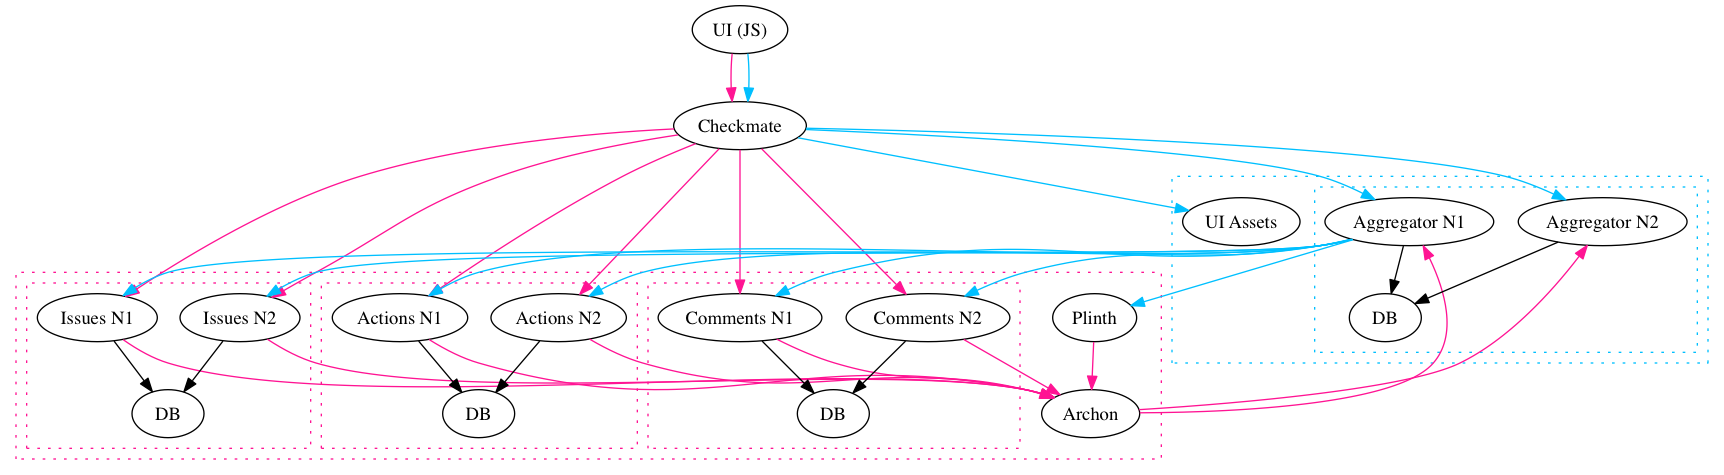 UI (JS)
Checkmate
UI Assets
Aggregator N1
Aggregator N2
Issues N1
Issues N2
Actions N1
Actions N2
Comments N1
Comments N2
Plinth
DB
DB
DB
DB
Archon